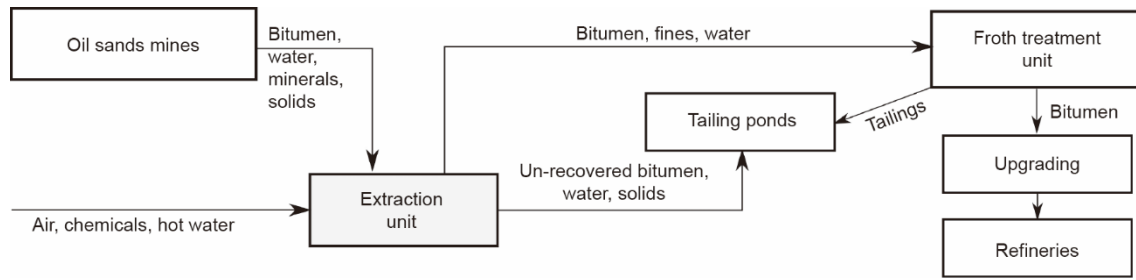 Oil sands mines
Bitumen,
water,
minerals,
solids
Bitumen, fines, water
Froth treatment
unit
Tailing ponds
Tailings
Bitumen
Un-recovered bitumen,
water, solids
Upgrading
Extraction
unit
Air, chemicals, hot water
Refineries